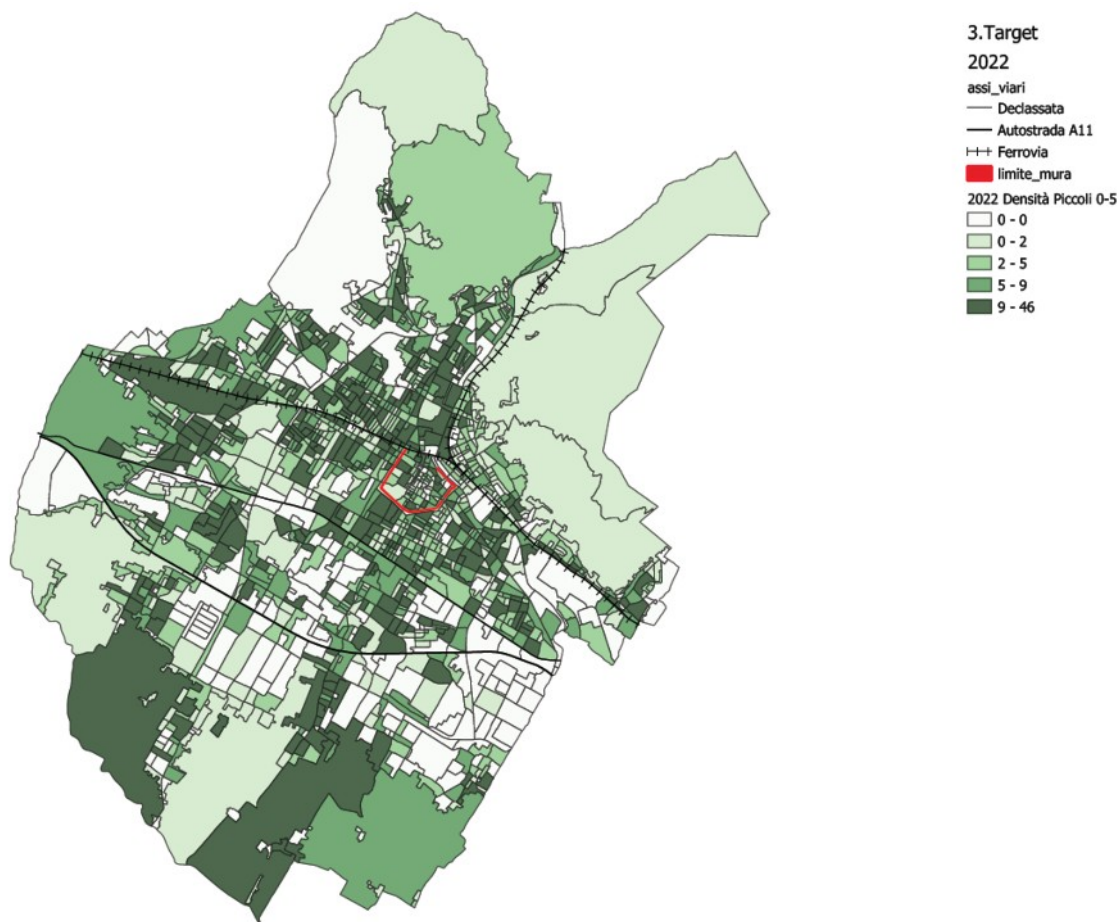 3.Target
2022
assi_viari
Declassata
Autostrada A11
Ferrovia
limite_mura
2022 Densità Piccoli 0-5
0 - 0
0 - 2
2 - 5
5 - 9
9 - 46